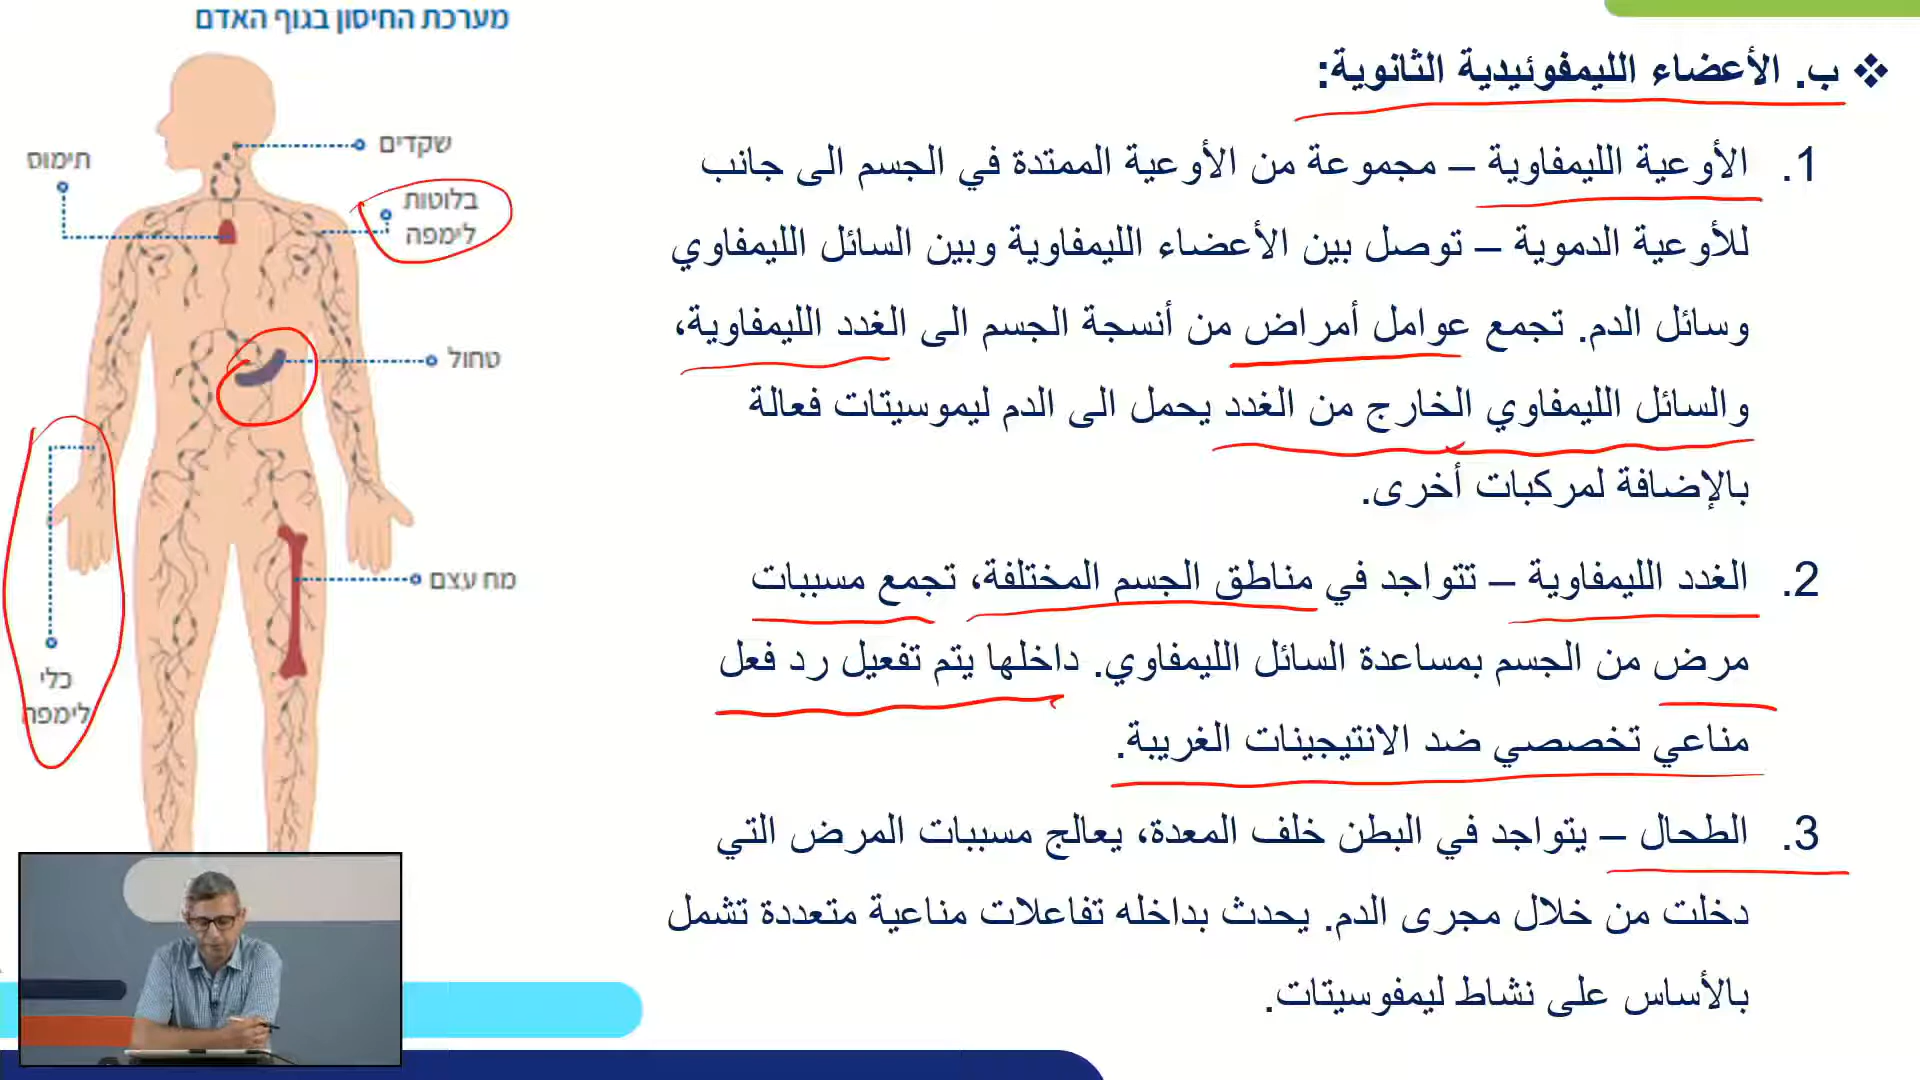 מערכת החיסון בגוף האדם
שקדים
תימוס
בלוטות
לימפה
טחול
מח עצם
כלי
לימפה
❖ ب. الأعضاء الليمفوئيدية الثانوية:
1. الأوعية الليمفاوية – مجموعة من الأوعية الممتدة في الجسم الى جانب
للأوعية الدموية – توصل بين الأعضاء الليمفاوية وبين السائل الليمفاوي
وسائل الدم. تجمع عوامل أمراض من أنسجة الجسم الى الغدد الليمفاوية،
والسائل الليمفاوي الخارج من الغدد يحمل الى الدم ليموسيتات فعالة
بالإضافة لمركبات أخرى.
2. الغدد الليمفاوية – تتواجد في مناطق الجسم المختلفة، تجمع مسببات
مرض من الجسم بمساعدة السائل الليمفاوي. داخلها يتم تفعيل رد فعل
مناعي تخصصي ضد الانتيجينات الغريبة.
3. الطحال – يتواجد في البطن خلف المعدة، يعالج مسببات المرض التي
دخلت من خلال مجرى الدم. يحدث بداخله تفاعلات مناعية متعددة تشمل
بالأساس على نشاط ليمفوسيتات.